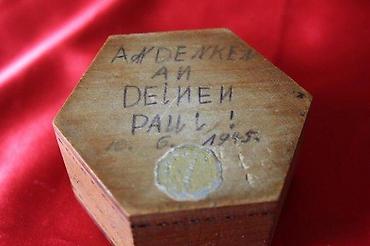 ANDENKEN
AN
DEINEN
PAUL!
10. 6. 1945.